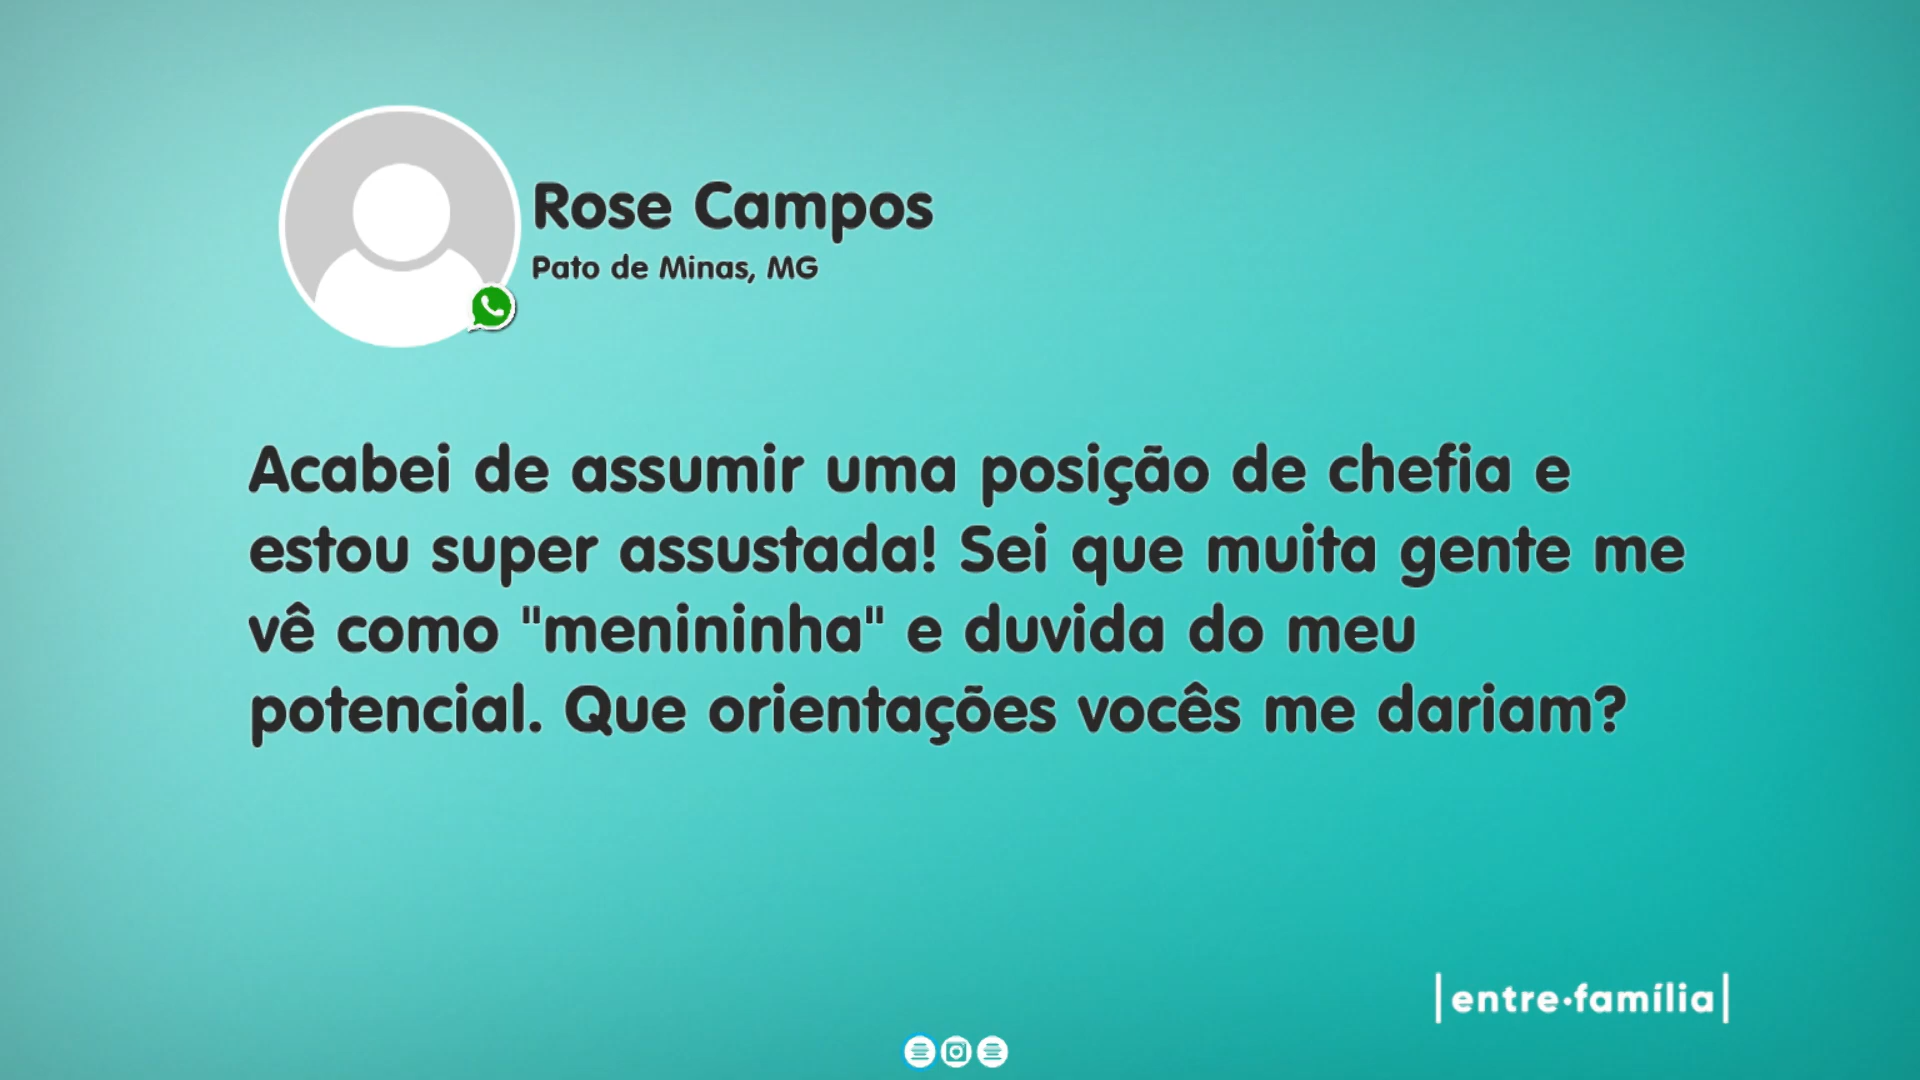 Rose Campos
Pato de Minas, MG
Acabei de assumir uma posição de chefia e
estou super assustada! Sei que muita gente me
vê como "menininha" e duvida do meu
potencial. Que orientações vocês me dariam?
|entre•família|